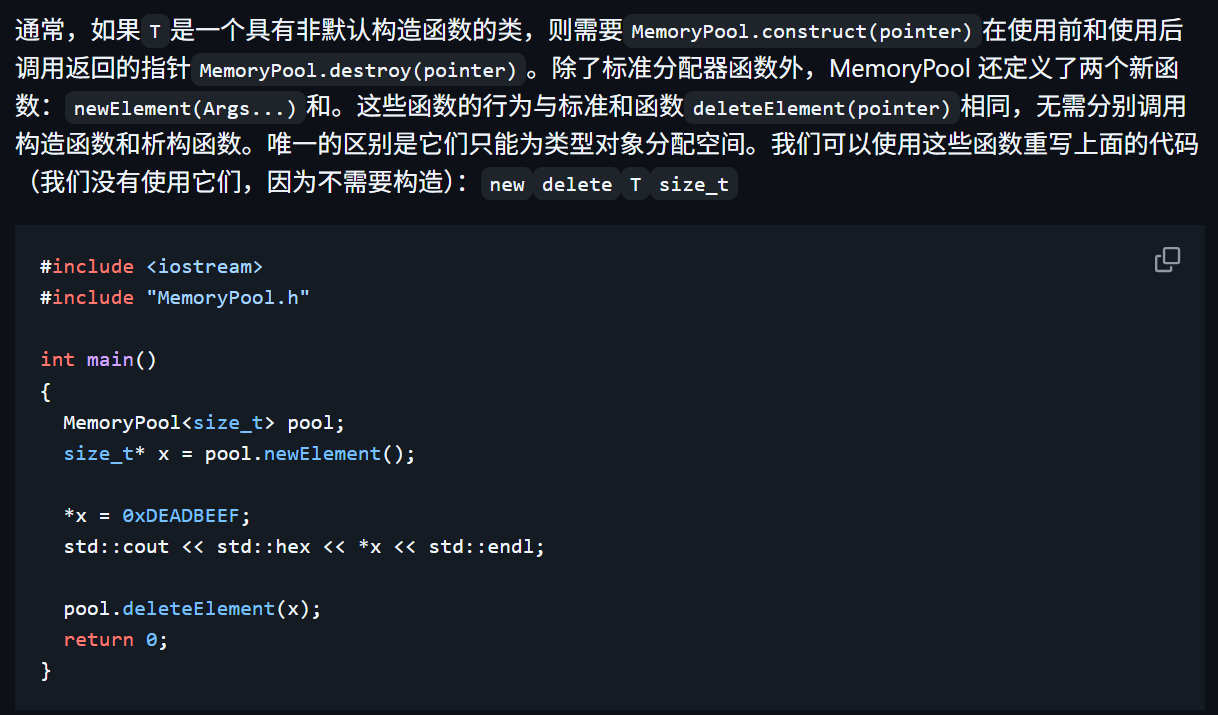 通常，如果 T 是一个具有非默认构造函数的类，则需要 MemoryPool.construct(pointer) 在使用前和使用后
调用返回的指针 MemoryPool.destroy(pointer) 。除了标准分配器函数外，MemoryPool 还定义了两个新函
数： newElement(Args...) 和。这些函数的行为与标准和函数 deleteElement(pointer) 相同，无需分别调用
构造函数和析构函数。唯一的区别是它们只能为类型对象分配空间。我们可以使用这些函数重写上面的代码
（我们没有使用它们，因为不需要构造）： new delete T size_t
#include <iostream>
#include "MemoryPool.h"
int main()
{
MemoryPool<size_t> pool;
size_t* x = pool.newElement();
*x = 0xDEADBEEF;
std::cout << std::hex << *x << std::endl;
pool.deleteElement(x);
return 0;
}